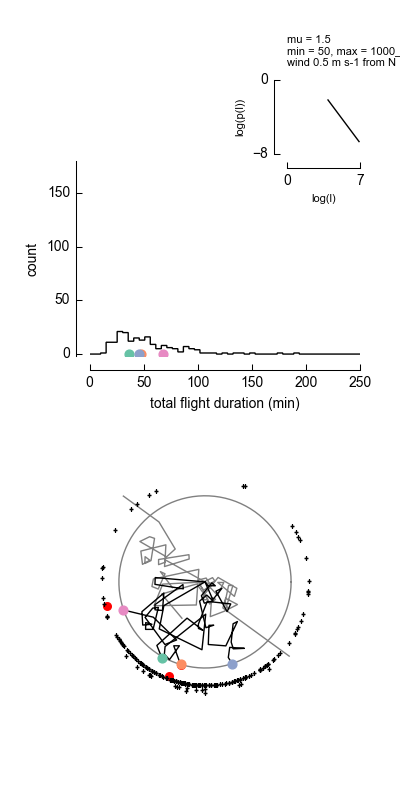 mu = 1.5
min = 50, max = 1000_
wind 0.5 m s-1 from N
0
log(p(l))
−8
0
7
log(l)
150
100
50
0
count
0
50
100
150
200
250
total flight duration (min)